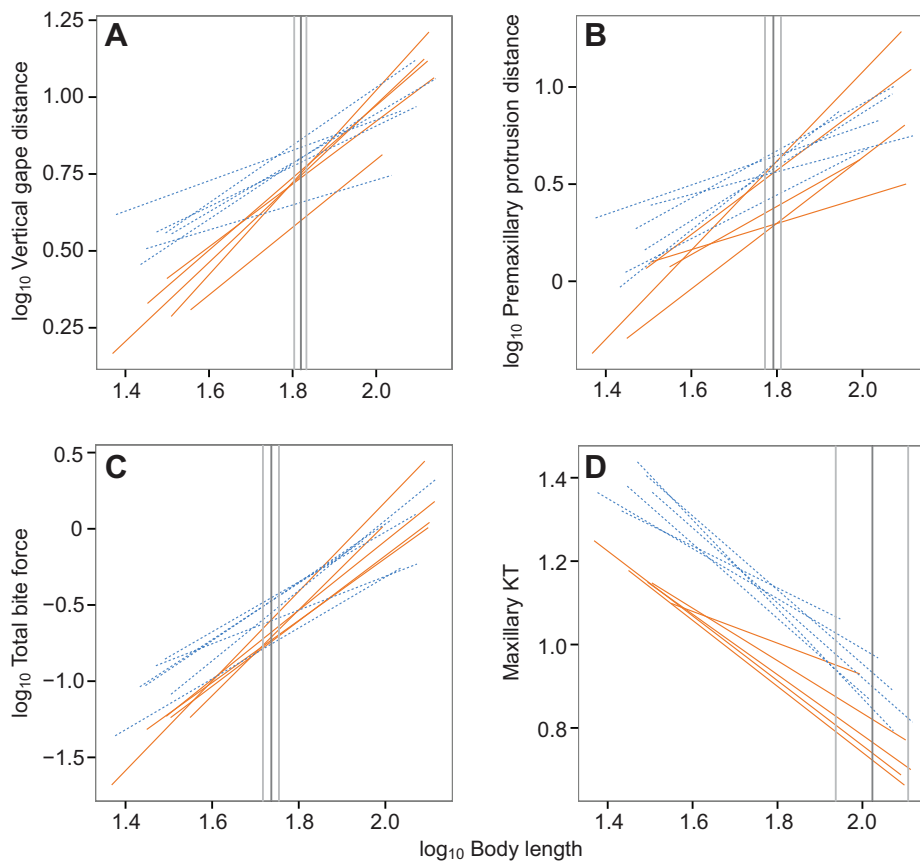 A
log10 Vertical gape distance
1.25
1.00
0.75
0.50
0.25
1.4 1.6 1.8 2.0
B
log10 Premaxillary protrusion distance
1.0
0.5
0
1.4 1.6 1.8 2.0
C
log10 Total bite force
0.5
0
−0.5
−1.0
−1.5
1.4 1.6 1.8 2.0
D
Maxillary KT
1.4
1.2
1.0
0.8
1.4 1.6 1.8 2.0
log10 Body length